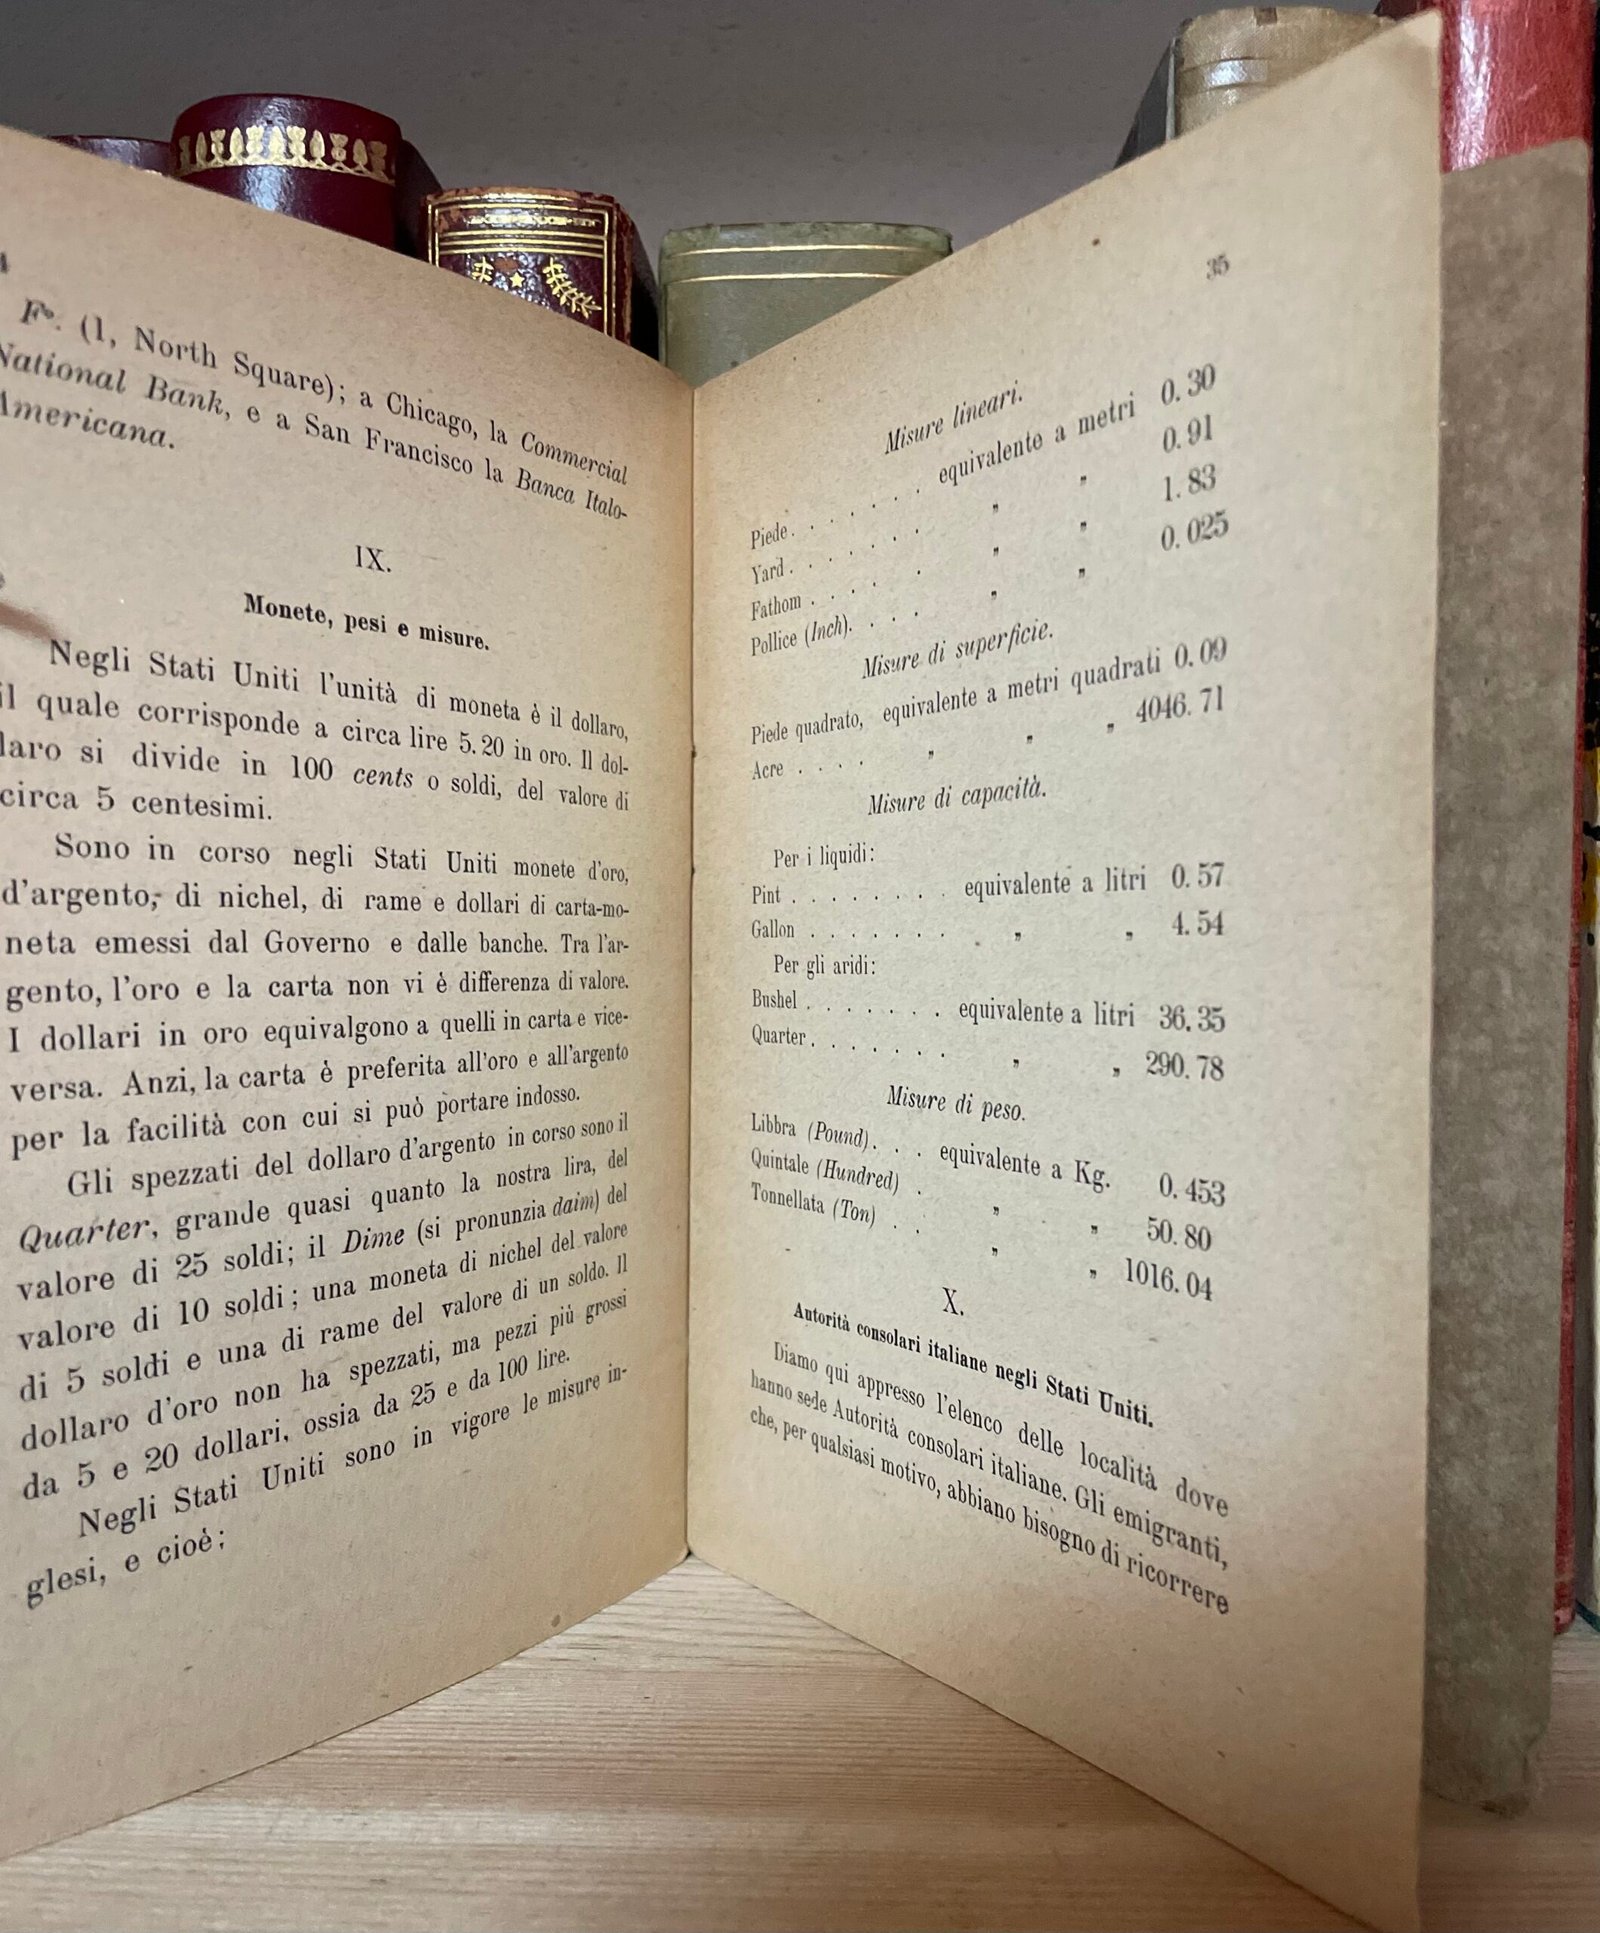 F.co (1, North Square); a Chicago, la Commercial
National Bank, e a San Francisco la Banca Italo-
Americana.
IX.
Monete, pesi e misure.
Negli Stati Uniti l'unità di moneta è il dollaro,
il quale corrisponde a circa lire 5.20 in oro. Il dol-
laro si divide in 100 cents o soldi, del valore di
circa 5 centesimi.
Sono in corso negli Stati Uniti monete d'oro,
d'argento, di nichel, di rame e dollari di carta-mo-
neta emessi dal Governo e dalle banche. Tra l'ar-
gento, l'oro e la carta non vi è differenza di valore.
I dollari in oro equivalgono a quelli in carta e vice-
versa. Anzi, la carta è preferita all'oro e all'argento
per la facilità con cui si può portare indosso.
Gli spezzati del dollaro d'argento in corso sono il
Quarter, grande quasi quanto la nostra lira, del
valore di 25 soldi; il Dime (si pronunzia daim) del
valore di 10 soldi; una moneta di nichel del valore
di 5 soldi e una di rame del valore di un soldo. Il
dollaro d'oro non ha spezzati, ma pezzi più grossi
da 5 e 20 dollari, ossia da 25 e da 100 lire.
Negli Stati Uniti sono in vigore le misure in-
glesi, e cioè:
35
Misure lineari.
Piede. . . . . . . . equivalente a metri 0.30
Yard. . . . . . . . „ „ 0.91
Fathom . . . . . „ „ 1.83
Pollice (Inch). . . . „ „ 0.025
Misure di superficie.
Piede quadrato, equivalente a metri quadrati 0.09
Acre . . . . „ „ „ 4046.71
Misure di capacità.
Per i liquidi:
Pint . . . . . . . . equivalente a litri 0.57
Gallon . . . . . . . „ „ 4.54
Per gli aridi:
Bushel . . . . . . . equivalente a litri 36.35
Quarter. . . . . . . „ „ 290.78
Misure di peso.
Libbra (Pound). . . equivalente a Kg. 0.453
Quintale (Hundred) . „ „ 50.80
Tonnellata (Ton) . . „ „ 1016.04
X.
Autorità consolari italiane negli Stati Uniti.
Diamo qui appresso l'elenco delle località dove
hanno sede Autorità consolari italiane. Gli emigranti,
che, per qualsiasi motivo, abbiano bisogno di ricorrere